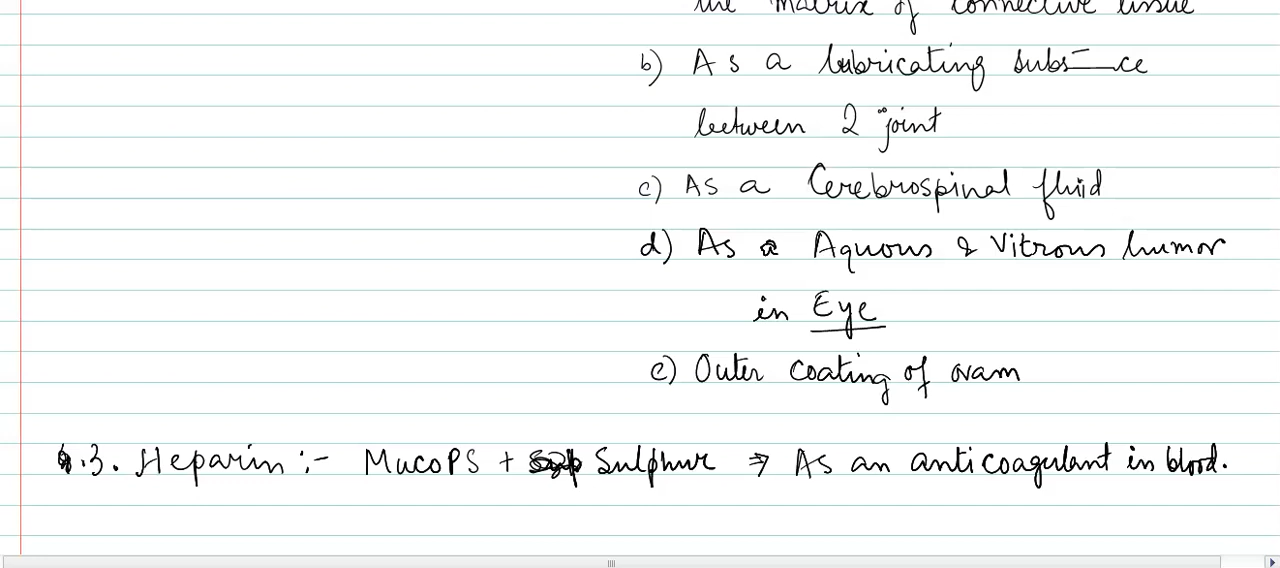 the matrix of connective tissue
b) As a lubricating subs—ce
between 2 joint
c) As a Cerebrospinal fluid
d) As a Aquous & Vitrous humor
in Eye
e) Outer coating of ovam
3. Heparin :- MucoPS + Sulphur ⇒ As an anticoagulant in blood.